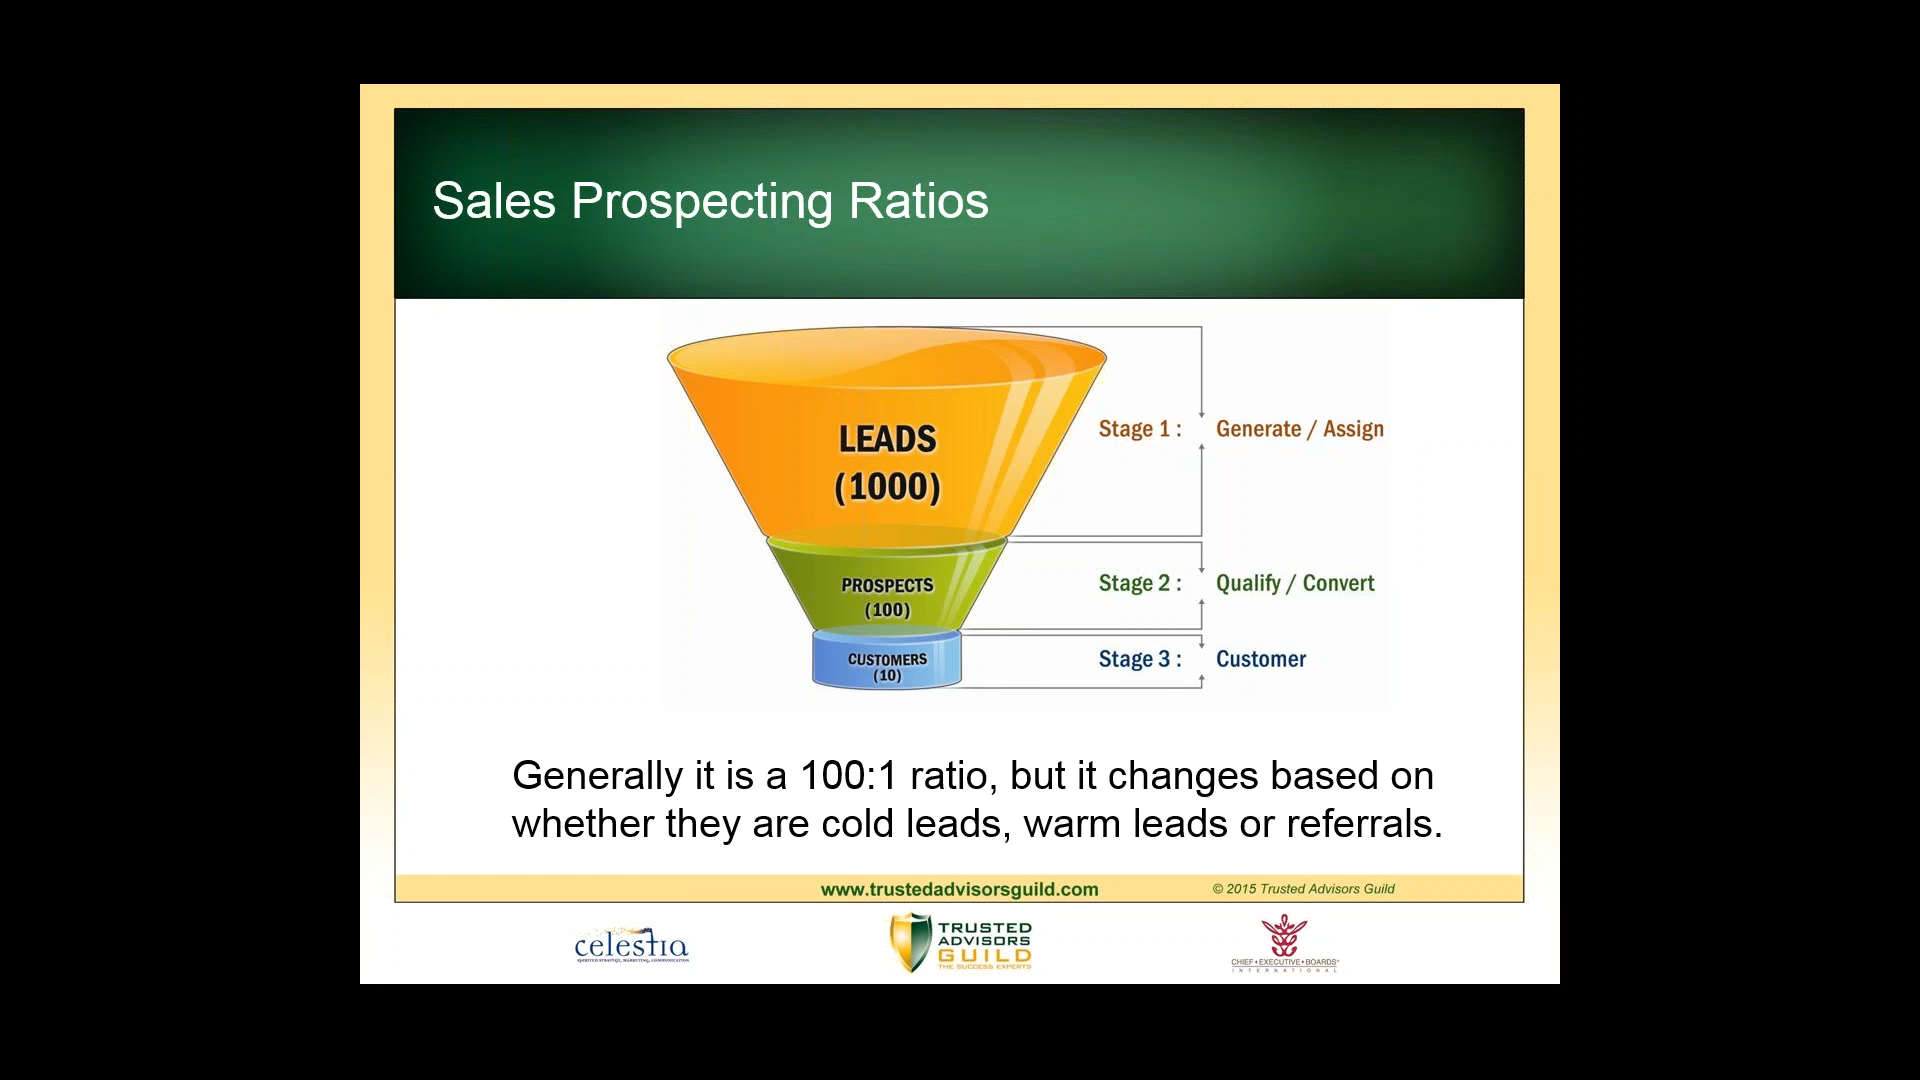 Sales Prospecting Ratios
LEADS
(1000)
Stage 1 : Generate / Assign
PROSPECTS
(100)
Stage 2 : Qualify / Convert
CUSTOMERS
(10)
Stage 3 : Customer
Generally it is a 100:1 ratio, but it changes based on
whether they are cold leads, warm leads or referrals.
www.trustedadvisorsguild.com © 2015 Trusted Advisors Guild
celestia
SPIRITED STRATEGY, MARKETING, COMMUNICATION
TRUSTED
ADVISORS
GUILD
THE SUCCESS EXPERTS
CHIEF • EXECUTIVE • BOARDS
INTERNATIONAL